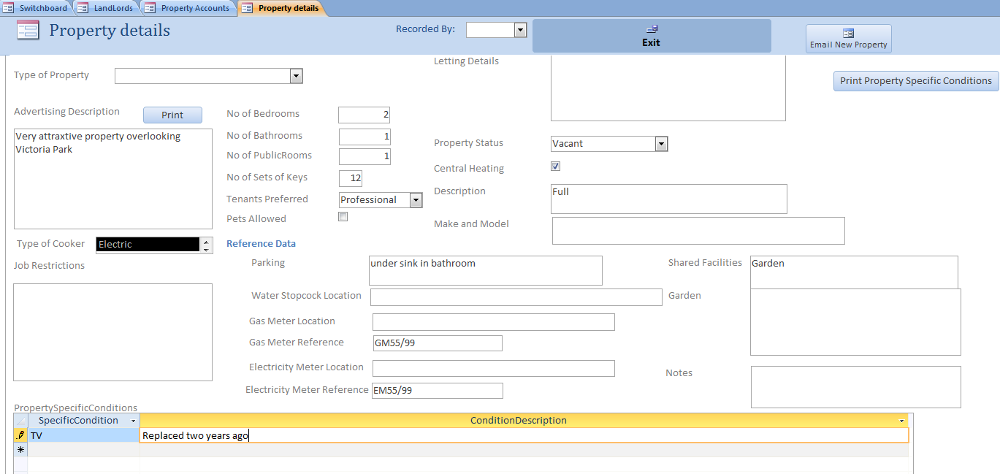 Switchboard
LandLords
Property Accounts
Property details
Property details
Recorded By:
Exit
Email New Property
Letting Details
Type of Property
Print Property Specific Conditions
Advertising Description
Print
Very attraxtive property overlooking
Victoria Park
No of Bedrooms
2
No of Bathrooms
1
No of PublicRooms
1
No of Sets of Keys
12
Tenants Preferred
Professional
Pets Allowed
Property Status
Vacant
Central Heating
Description
Full
Make and Model
Type of Cooker
Electric
Job Restrictions
Reference Data
Parking
under sink in bathroom
Water Stopcock Location
Gas Meter Location
Gas Meter Reference
GM55/99
Electricity Meter Location
Electricity Meter Reference
EM55/99
Shared Facilities
Garden
Garden
Notes
PropertySpecificConditions
SpecificCondition
ConditionDescription
TV
Replaced two years ago